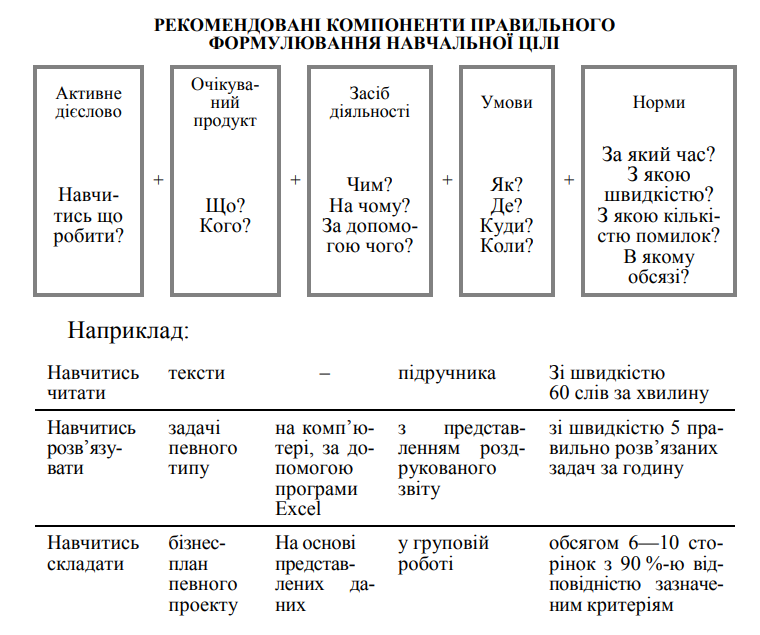 РЕКОМЕНДОВАНІ КОМПОНЕНТИ ПРАВИЛЬНОГО
ФОРМУЛЮВАННЯ НАВЧАЛЬНОЇ ЦІЛІ
Активне
дієслово
Навчи-
тись що
робити?
+
Очікува-
ний
продукт
Що?
Кого?
+
Засіб
діяльності
Чим?
На чому?
За допомо-
гою чого?
+
Умови
Як?
Де?
Куди?
Коли?
+
Норми
За який час?
З якою
швидкістю?
З якою кількі-
стю помилок?
В якому
обсязі?
Наприклад:
Навчитись
читати
тексти
–
підручника
Зі швидкістю
60 слів за хвилину
Навчитись
розв’язу-
вати
задачі
певного
типу
на комп’ю-
тері, за до-
помогою
програми
Excel
з представ-
ленням розд-
рукованого
звіту
зі швидкістю 5 пра-
вильно розв’язаних
задач за годину
Навчитись
складати
бізнес-
план
певного
проекту
На основі
представ-
лених да-
них
у груповій
роботі
обсягом 6—10 сто-
рінок з 90 %-ю від-
повідністю зазначе-
ним критеріям